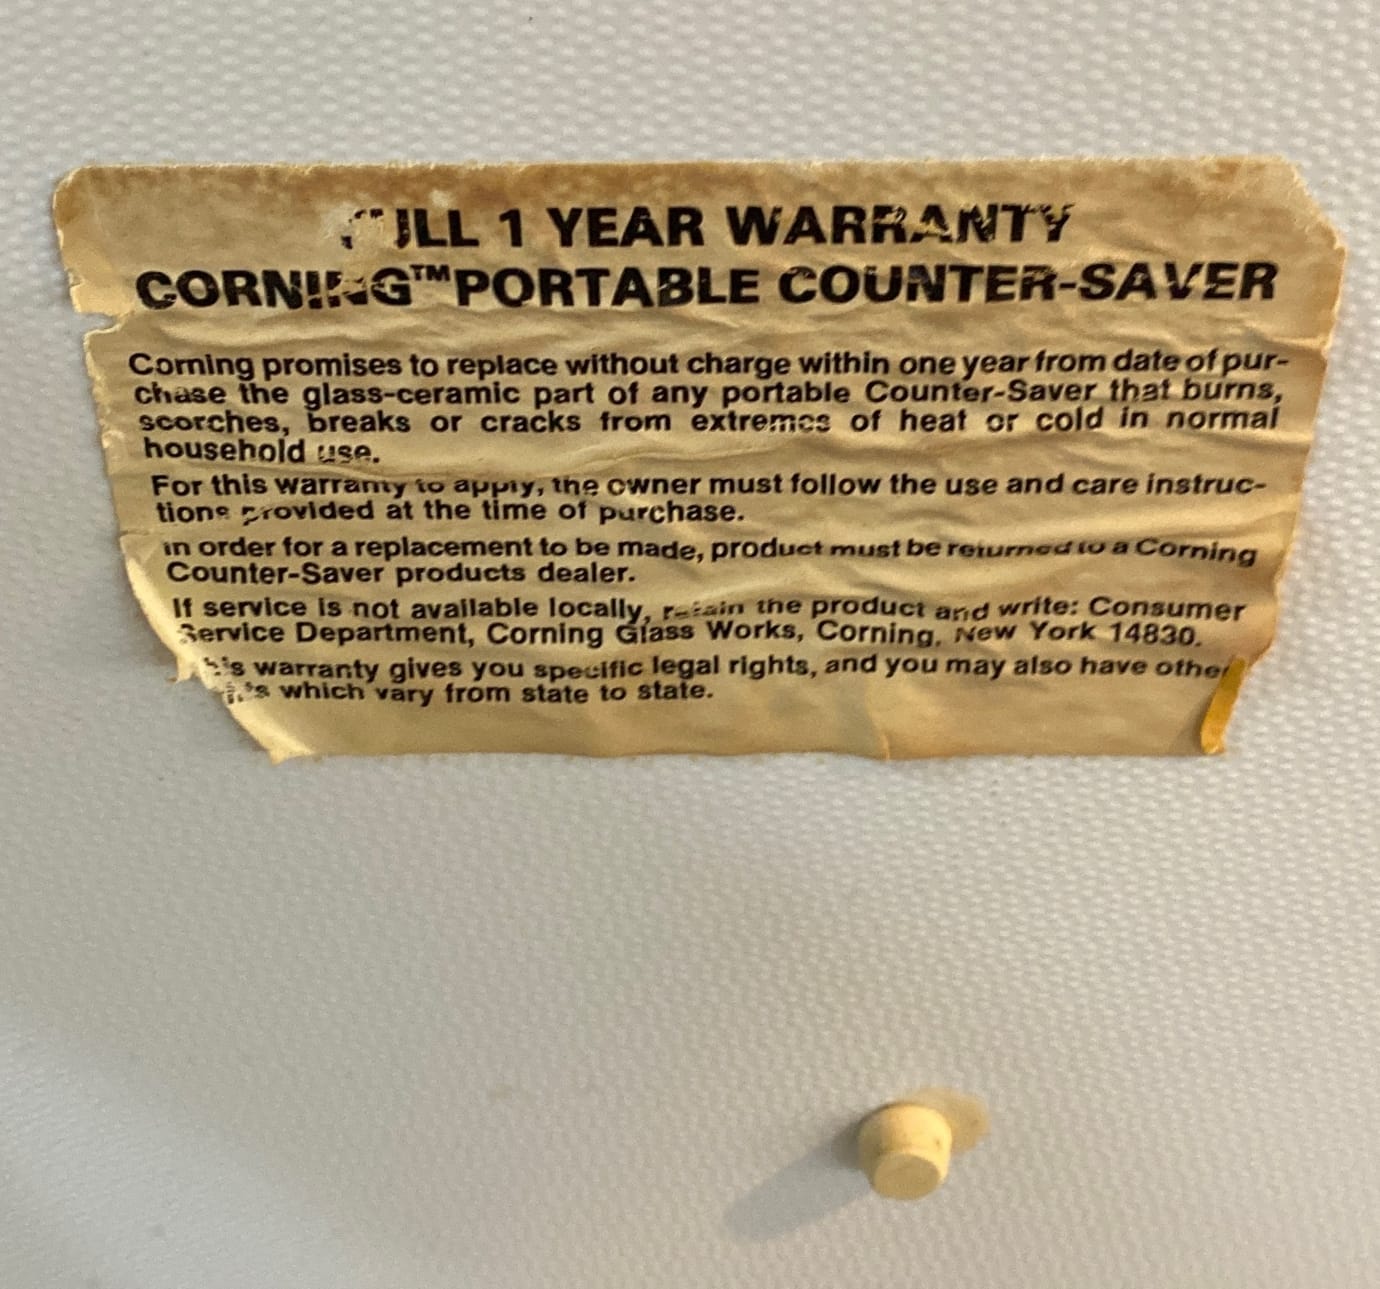 FULL 1 YEAR WARRANTY
CORNING™ PORTABLE COUNTER-SAVER
Corning promises to replace without charge within one year from date of pur-
chase the glass-ceramic part of any portable Counter-Saver that burns,
scorches, breaks or cracks from extremes of heat or cold in normal
household use.
For this warranty to apply, the owner must follow the use and care instruc-
tions provided at the time of purchase.
In order for a replacement to be made, product must be returned to a Corning
Counter-Saver products dealer.
If service is not available locally, retain the product and write: Consumer
Service Department, Corning Glass Works, Corning, New York 14830.
This warranty gives you specific legal rights, and you may also have other
which vary from state to state.